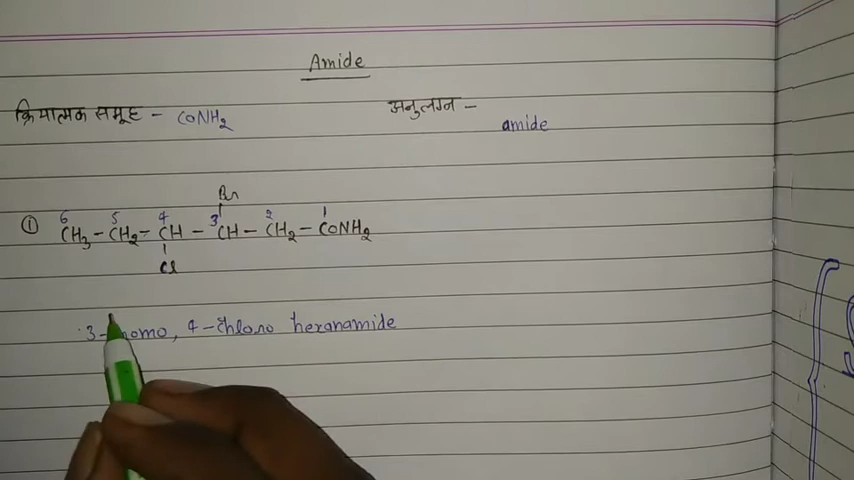 Amide
क्रियात्मक समूह - CONH2 अनुलग्न -
amide
Br
6 5 4 3 2 1
① CH3 - CH2 - CH - CH - CH2 - CONH2
Cl
3- omo, 4-chloro hexanamide